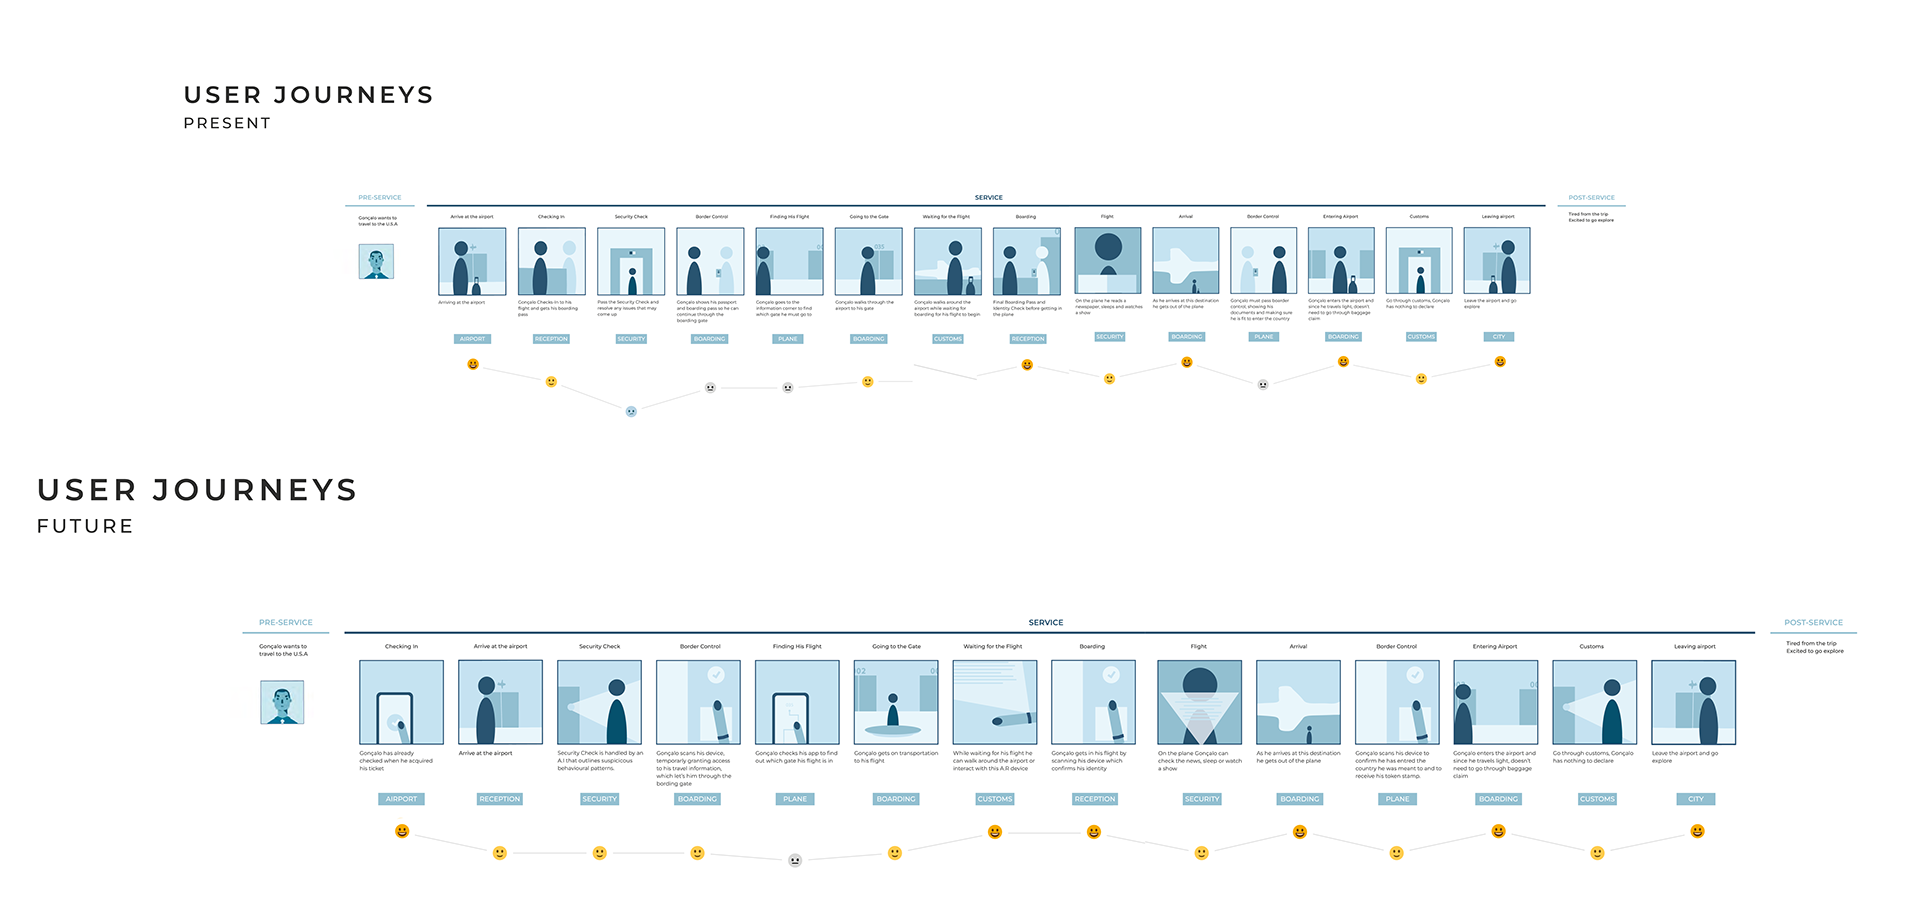 USER JOURNEYS
PRESENT
PRE-SERVICE
SERVICE
POST-SERVICE
Gonçalo wants to
travel to the U.S.A
Arrive at the airport
Checking In
Security Check
Border Control
Finding His Flight
Going to the Gate
Waiting for the Flight
Boarding
Flight
Arrival
Border Control
Entering Airport
Customs
Leaving airport
Tired from the trip
Excited to go explore
035
Arriving at the airport
Gonçalo Checks In to his
flight and gets his boarding
pass
Pass the Security Check and
resolve any issues that may
come up
Gonçalo shows his passport
and boarding pass so he can
continue through the
boarding gate
Gonçalo goes to the
information corner to find
which gate he must go to
Gonçalo walks through the
airport to his gate
Gonçalo walks around the
airport while waiting for
boarding for his flight to begin
Final Boarding Pass and
Identity Check before getting in
the plane
On the plane he reads a
newspaper, sleeps and watches
a show
As he arrives at this destination
he gets out of the plane
Gonçalo must pass boarder
control, showing his
documents and making sure
he is fit to enter the country
Gonçalo enters the airport and
since he travels light, doesn't
need to go through baggage
claim
Go through customs, Gonçalo
has nothing to declare
Leave the airport and go
explore
AIRPORT
RECEPTION
SECURITY
BOARDING
PLANE
BOARDING
CUSTOMS
RECEPTION
SECURITY
BOARDING
PLANE
BOARDING
CUSTOMS
CITY
USER JOURNEYS
FUTURE
PRE-SERVICE
SERVICE
POST-SERVICE
Gonçalo wants to
travel to the U.S.A
Checking In
Arrive at the airport
Security Check
Border Control
Finding His Flight
Going to the Gate
Waiting for the Flight
Boarding
Flight
Arrival
Border Control
Entering Airport
Customs
Leaving airport
Tired from the trip
Excited to go explore
02
00
Gonçalo has already
checked when he acquired
his ticket
Arrive at the airport
Security Check is handled by an
A.I that outlines suspicious
behavioural patterns.
Gonçalo scans his device,
temporarily granting access
to his travel information,
which let's him through the
bording gate
Gonçalo checks his app to find
out which gate his flight is in
Gonçalo gets on transportation
to his flight
While waiting for his flight he
can walk around the airport or
interact with this A.R device
Gonçalo gets in his flight by
scanning his device which
confirms his identity
On the plane Gonçalo can
check the news, sleep or watch
a show
As he arrives at this destination
he gets out of the plane
Gonçalo scans his device to
confirm he has entred the
country he was meant to and to
receive his token stamp.
Gonçalo enters the airport and
since he travels light, doesn't
need to go through baggage
claim
Go through customs, Gonçalo
has nothing to declare
Leave the airport and go
explore
AIRPORT
RECEPTION
SECURITY
BOARDING
PLANE
BOARDING
CUSTOMS
RECEPTION
SECURITY
BOARDING
PLANE
BOARDING
CUSTOMS
CITY